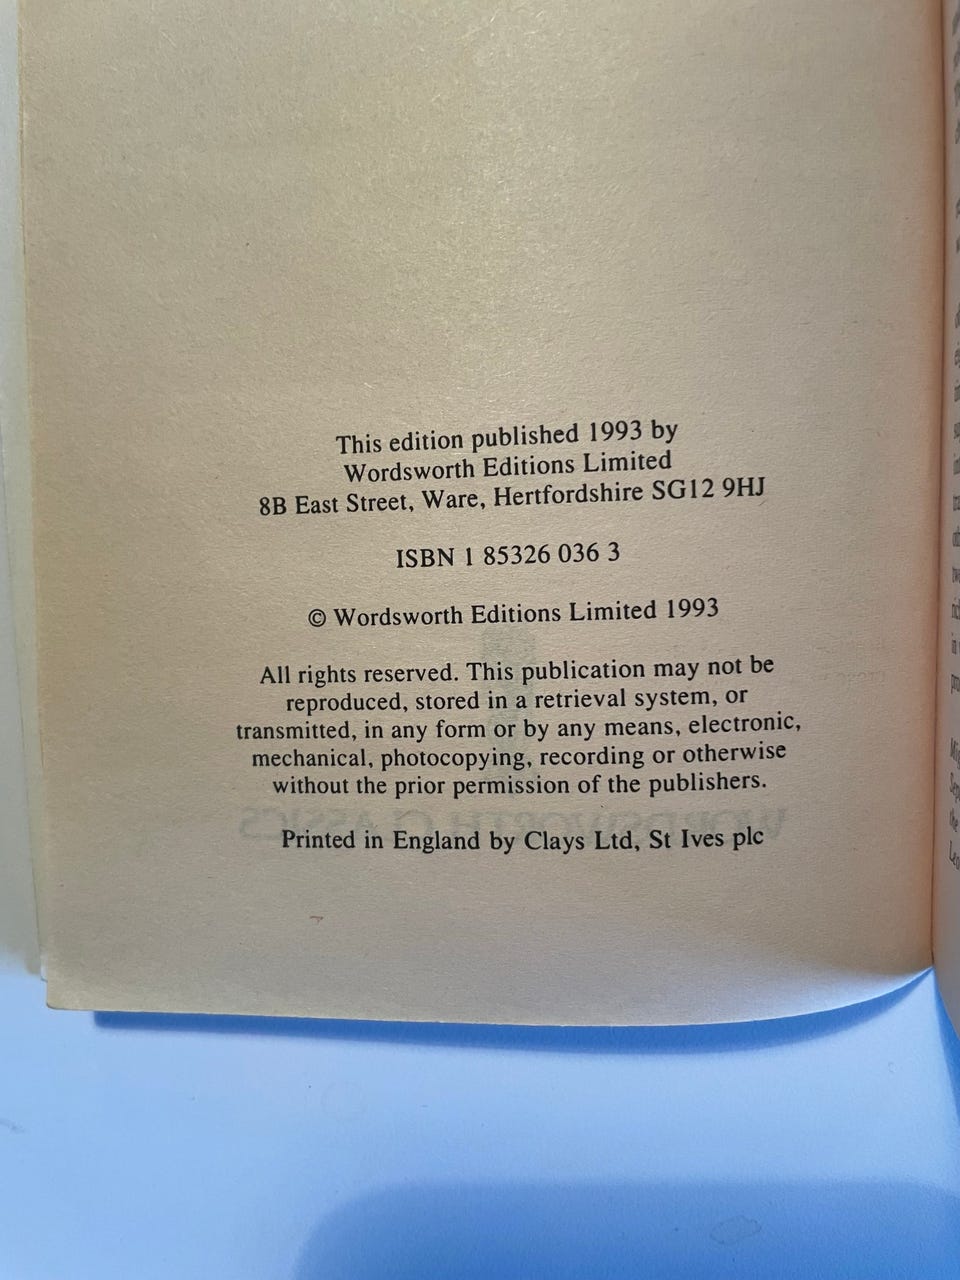 This edition published 1993 by
Wordsworth Editions Limited
8B East Street, Ware, Hertfordshire SG12 9HJ
ISBN 1 85326 036 3
© Wordsworth Editions Limited 1993
All rights reserved. This publication may not be
reproduced, stored in a retrieval system, or
transmitted, in any form or by any means, electronic,
mechanical, photocopying, recording or otherwise
without the prior permission of the publishers.
WORDSWORTH CLASSICS
Printed in England by Clays Ltd, St Ives plc